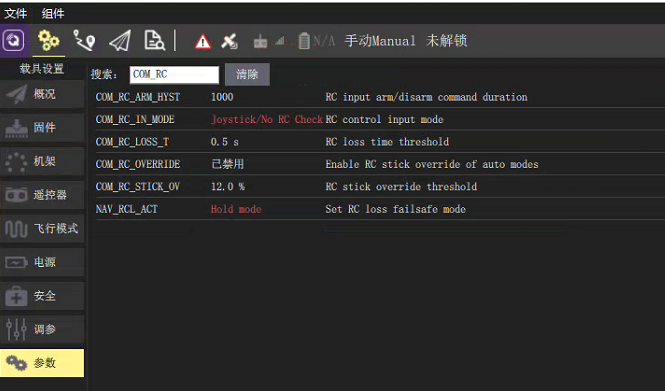 文件 组件
N/A 手动Manual 未解锁
载具设置
搜索： COM_RC 清除
概况
固件
机架
遥控器
飞行模式
电源
安全
调参
参数
COM_RC_ARM_HYST 1000 RC input arm/disarm command duration
COM_RC_IN_MODE Joystick/No RC Check RC control input mode
COM_RC_LOSS_T 0.5 s RC loss time threshold
COM_RC_OVERRIDE 已禁用 Enable RC stick override of auto modes
COM_RC_STICK_OV 12.0 % RC stick override threshold
NAV_RCL_ACT Hold mode Set RC loss failsafe mode